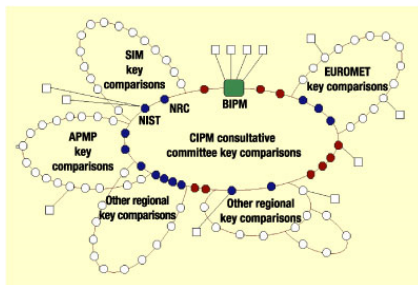 SIM
key
comparisons
EUROMET
key comparisons
BIPM
NRC
NIST
CIPM consultative
committee key comparisons
APMP
key
comparisons
Other regional
key comparisons
Other regional
key comparisons